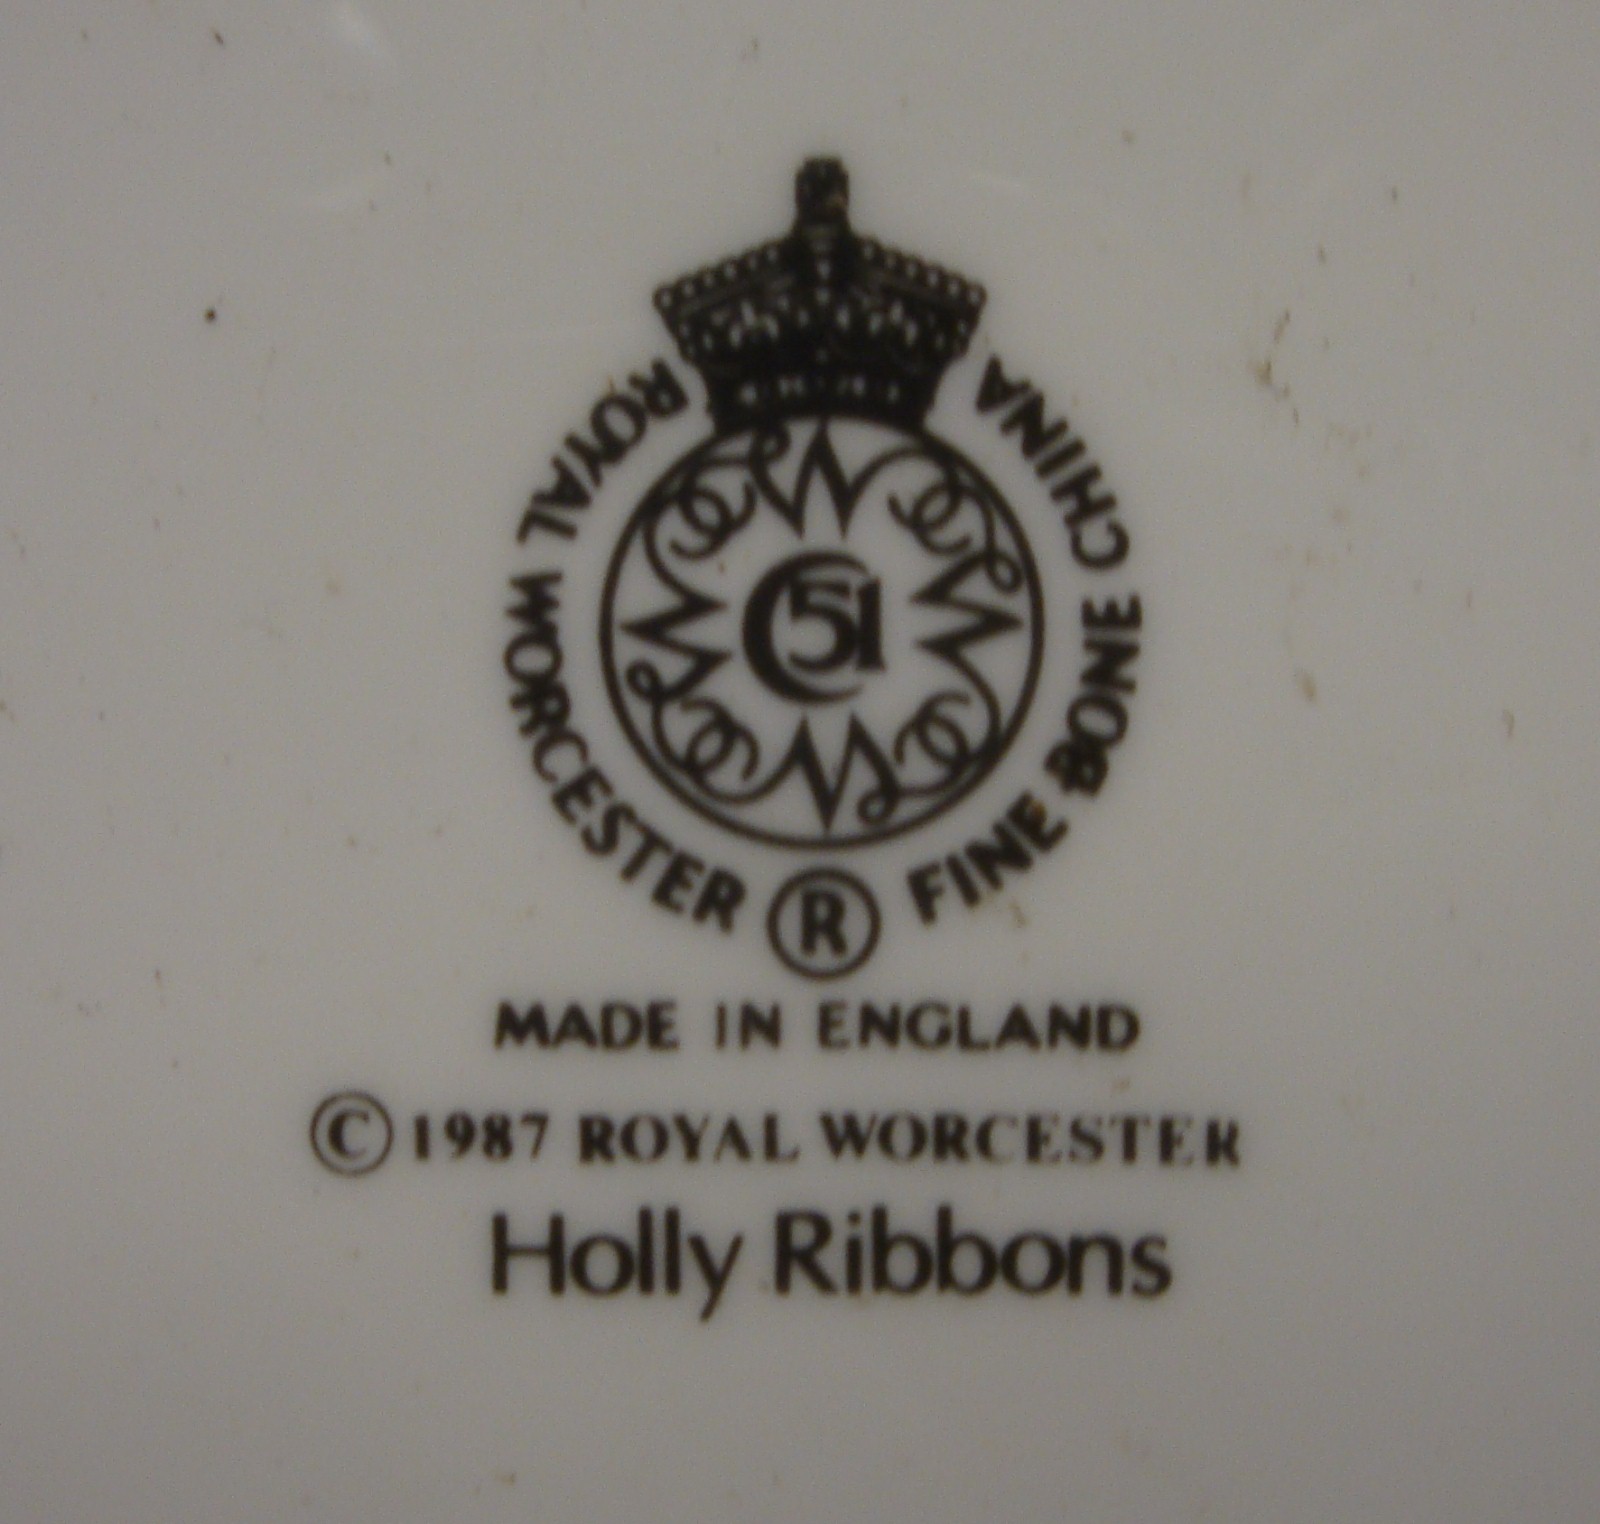 ROYAL WORCESTER
FINE BONE CHINA
51
®
MADE IN ENGLAND
© 1987 ROYAL WORCESTER
Holly Ribbons